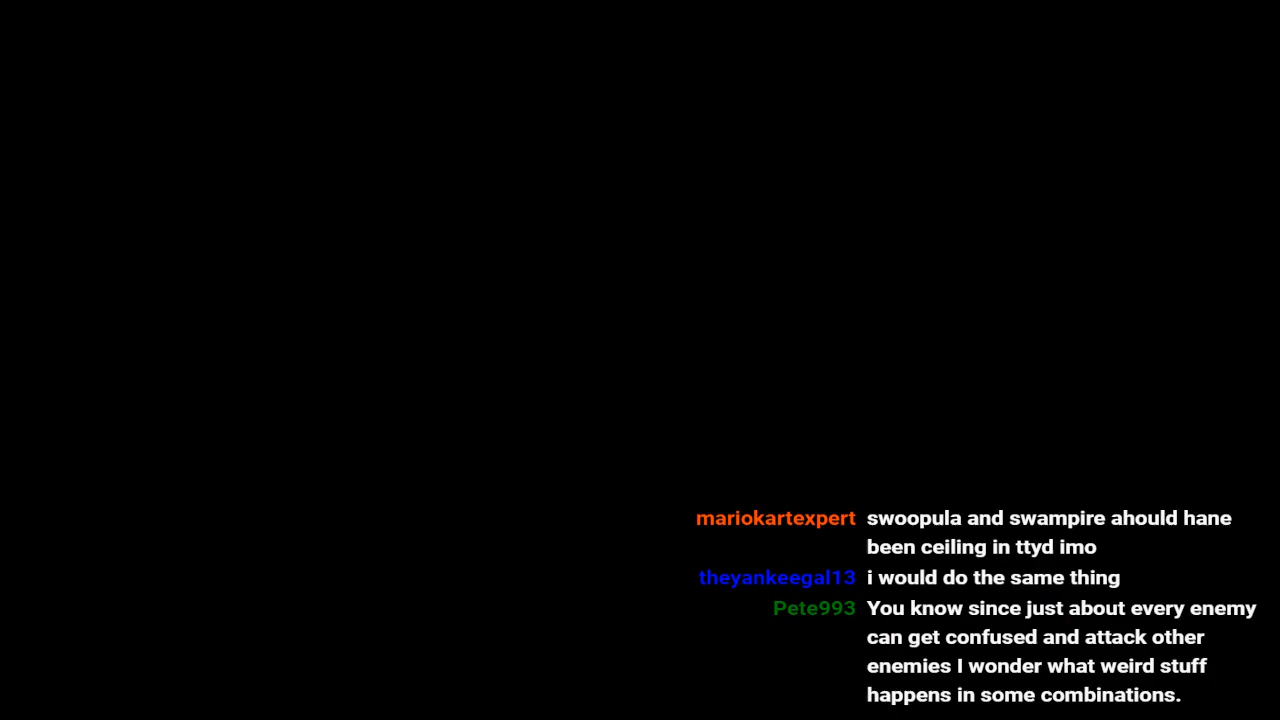 mariokartexpert swoopula and swampire ahould hane
been ceiling in ttyd imo
theyankeegal13 i would do the same thing
Pete993 You know since just about every enemy
can get confused and attack other
enemies I wonder what weird stuff
happens in some combinations.